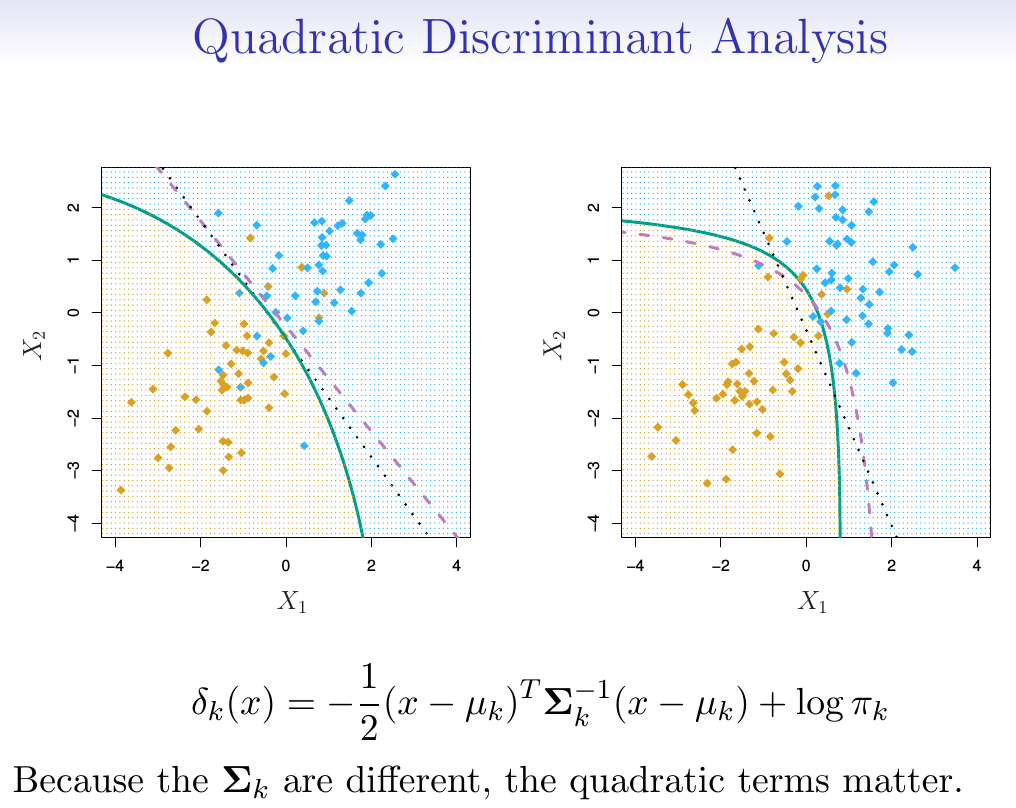 Quadratic Discriminant Analysis
2
1
0
−1
−2
−3
−4
X₂
−4 −2 0 2 4
X₁
2
1
0
−1
−2
−3
−4
X₂
−4 −2 0 2 4
X₁
δₖ(x) = −½(x − μₖ)ᵀΣₖ⁻¹(x − μₖ) + log πₖ
Because the Σₖ are different, the quadratic terms matter.